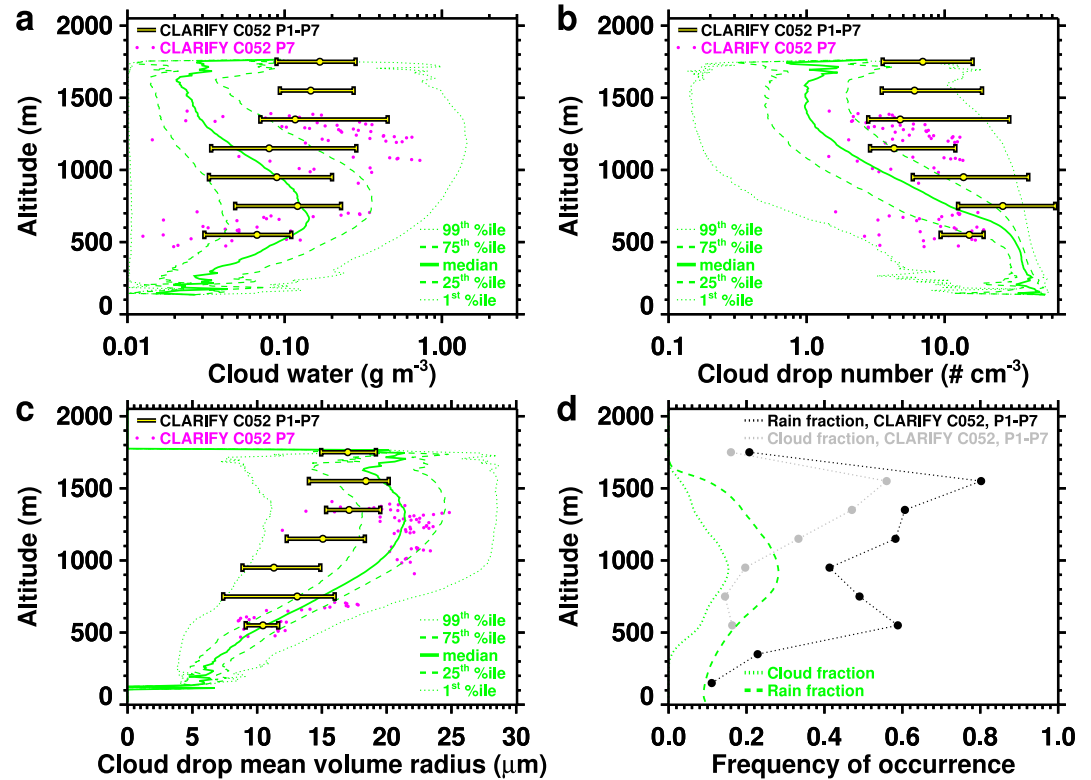 a
CLARIFY C052 P1-P7
CLARIFY C052 P7
2000
1500
1000
500
0
Altitude (m)
99th %ile
75th %ile
median
25th %ile
1st %ile
0.01
0.10
1.00
Cloud water (g m-3)
b
CLARIFY C052 P1-P7
CLARIFY C052 P7
2000
1500
1000
500
0
Altitude (m)
99th %ile
75th %ile
median
25th %ile
1st %ile
0.1
1.0
10.0
Cloud drop number (# cm-3)
c
CLARIFY C052 P1-P7
CLARIFY C052 P7
2000
1500
1000
500
0
Altitude (m)
99th %ile
75th %ile
median
25th %ile
1st %ile
0
5
10
15
20
25
30
Cloud drop mean volume radius (μm)
d
Rain fraction, CLARIFY C052, P1-P7
Cloud fraction, CLARIFY C052, P1-P7
2000
1500
1000
500
0
Altitude (m)
Cloud fraction
Rain fraction
0.0
0.2
0.4
0.6
0.8
1.0
Frequency of occurrence